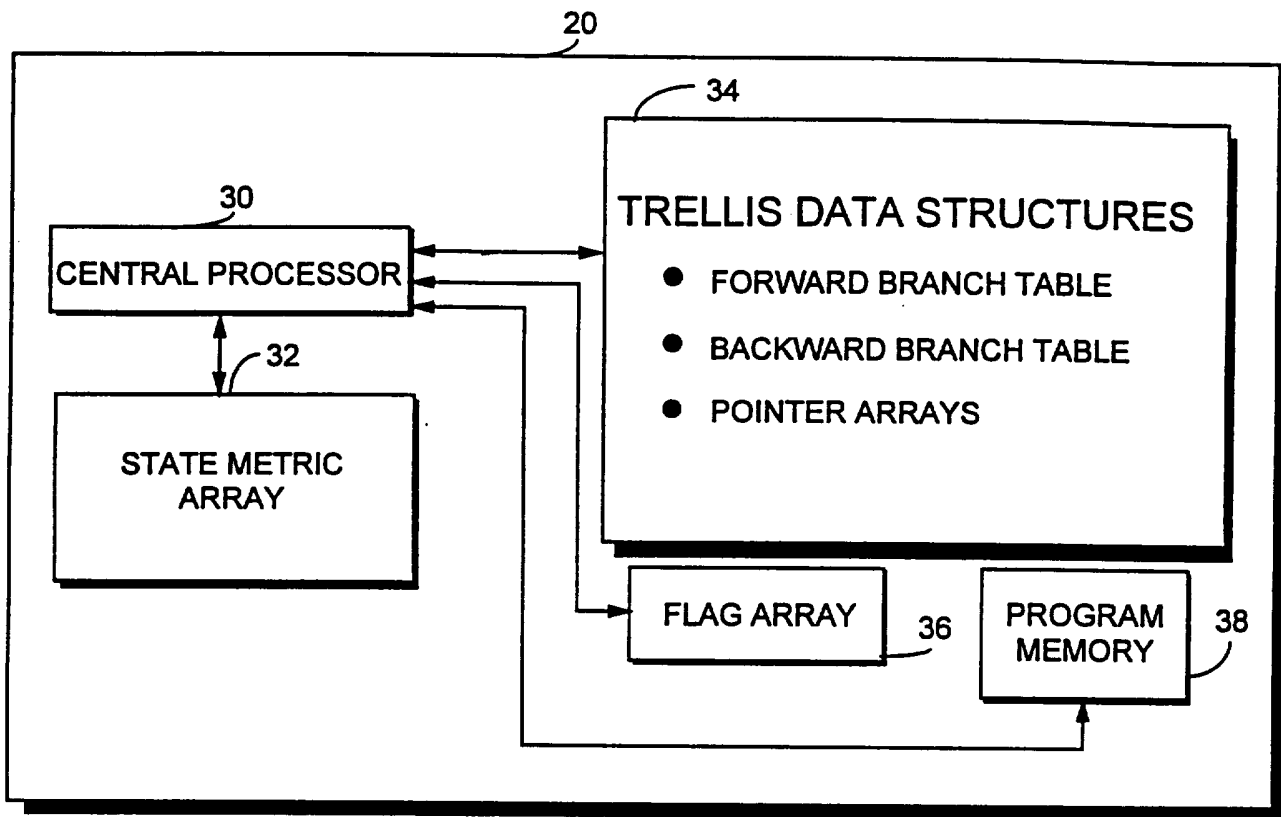 20
34
TRELLIS DATA STRUCTURES
● FORWARD BRANCH TABLE
● BACKWARD BRANCH TABLE
● POINTER ARRAYS
30
CENTRAL PROCESSOR
32
STATE METRIC
ARRAY
FLAG ARRAY
36
PROGRAM
MEMORY
38